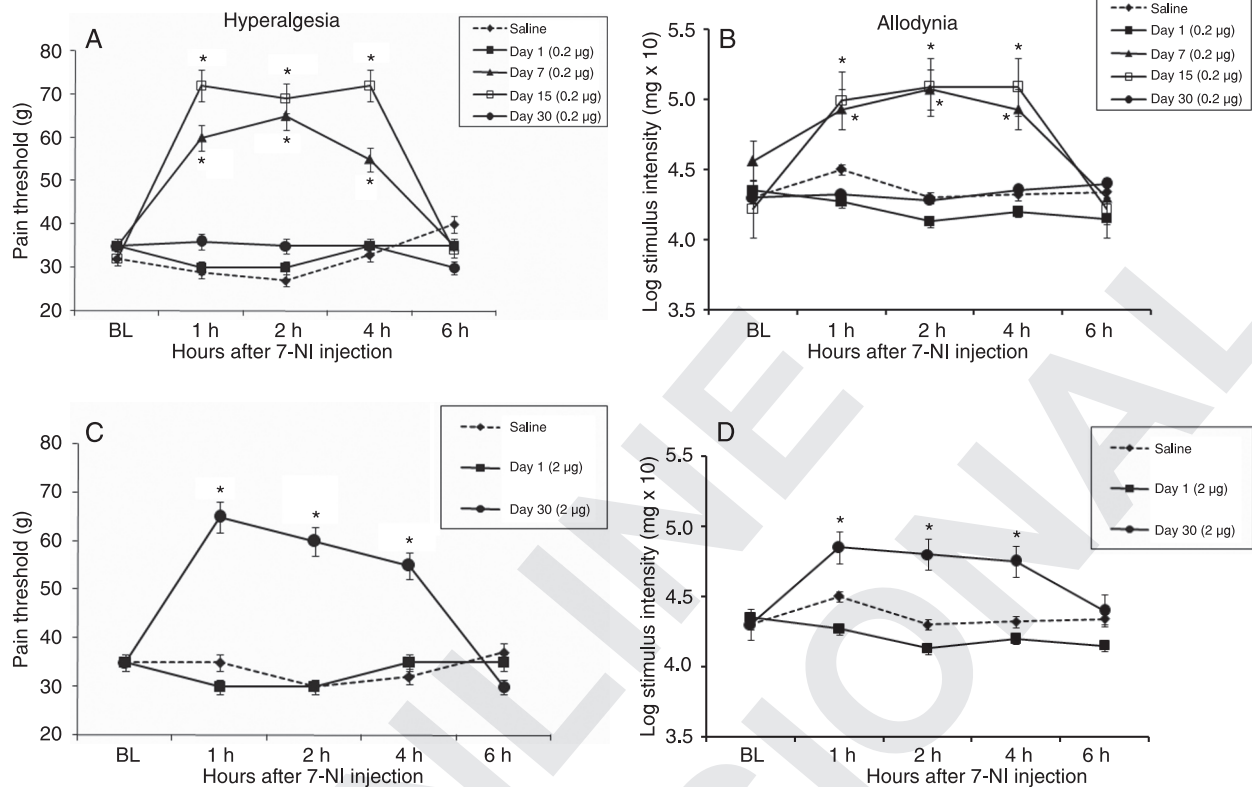 Hyperalgesia
A
Saline
Day 1 (0.2 µg)
Day 7 (0.2 µg)
Day 15 (0.2 µg)
Day 30 (0.2 µg)
Pain threshold (g)
80
70
60
50
40
30
20
* * *
* * *
BL 1 h 2 h 4 h 6 h
Hours after 7-NI injection
Allodynia
B
Saline
Day 1 (0.2 µg)
Day 7 (0.2 µg)
Day 15 (0.2 µg)
Day 30 (0.2 µg)
Log stimulus intensity (mg x 10)
5.5
5.0
4.5
4.0
3.5
* * *
* * *
BL 1 h 2 h 4 h 6 h
Hours after 7-NI injection
C
Saline
Day 1 (2 µg)
Day 30 (2 µg)
Pain threshold (g)
80
70
60
50
40
30
20
* * *
BL 1 h 2 h 4 h 6 h
Hours after 7-NI injection
D
Saline
Day 1 (2 µg)
Day 30 (2 µg)
Log stimulus intensity (mg x 10)
5.5
5.0
4.5
4.0
3.5
* * *
BL 1 h 2 h 4 h 6 h
Hours after 7-NI injection